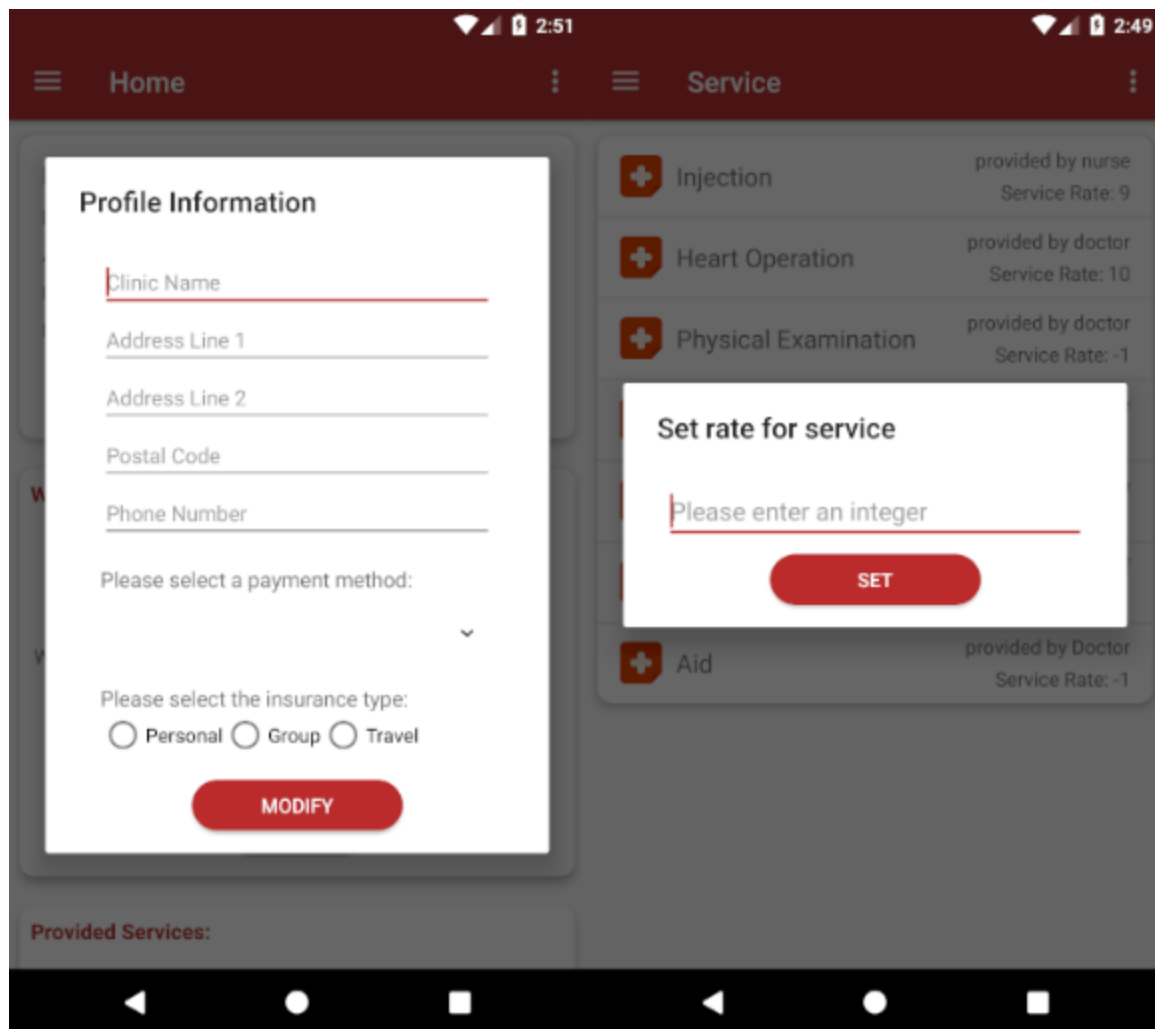 2:51
Home
Profile Information
Clinic Name
Address Line 1
Address Line 2
Postal Code
Phone Number
Please select a payment method:
Please select the insurance type:
Personal Group Travel
MODIFY
Provided Services:
2:49
Service
Injection
provided by nurse
Service Rate: 9
Heart Operation
provided by doctor
Service Rate: 10
Physical Examination
provided by doctor
Service Rate: -1
Set rate for service
Please enter an integer
SET
Aid
provided by Doctor
Service Rate: -1